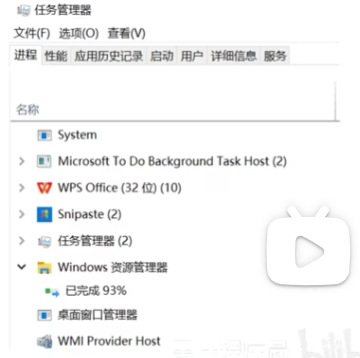 任务管理器
文件(F) 选项(O) 查看(V)
进程 性能 应用历史记录 启动 用户 详细信息 服务
名称
System
Microsoft To Do Background Task Host (2)
WPS Office (32 位) (10)
Snipaste (2)
任务管理器 (2)
Windows 资源管理器
已完成 93%
桌面窗口管理器
WMI Provider Host